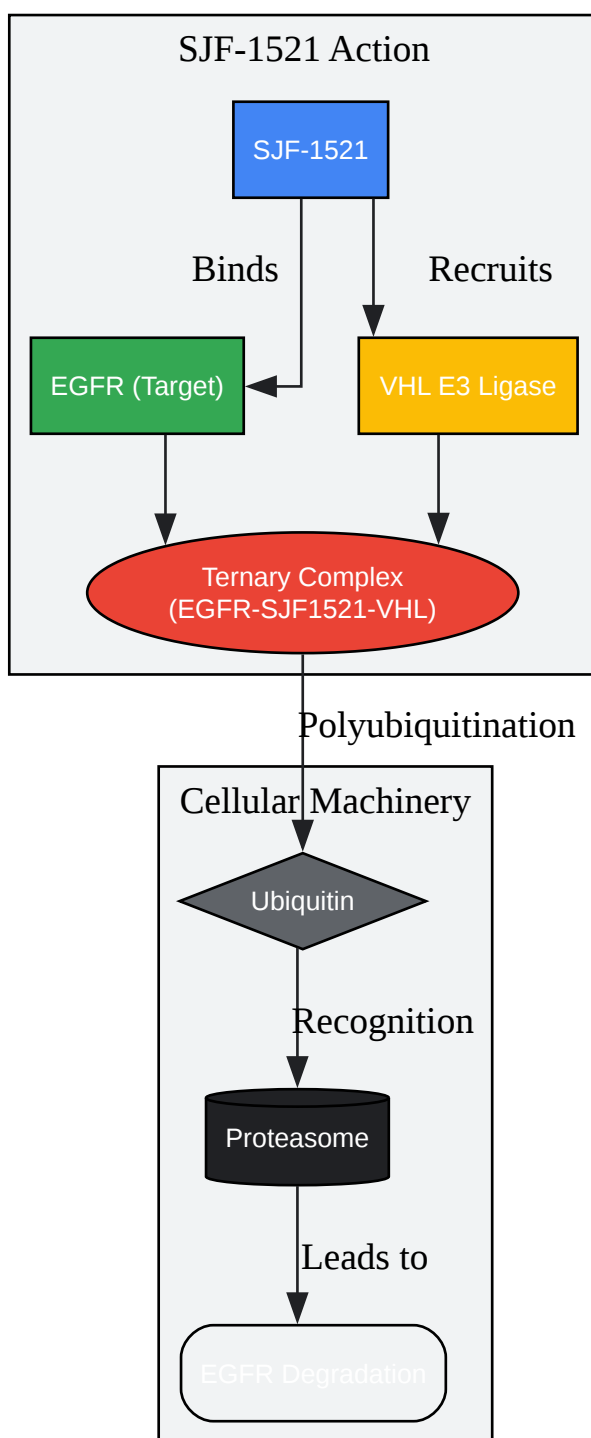 SJF-1521 Action
SJF-1521
Binds
Recruits
EGFR (Target)
VHL E3 Ligase
Ternary Complex
(EGFR-SJF1521-VHL)
Polyubiquitination
Cellular Machinery
Ubiquitin
Recognition
Proteasome
Leads to
EGFR Degradation